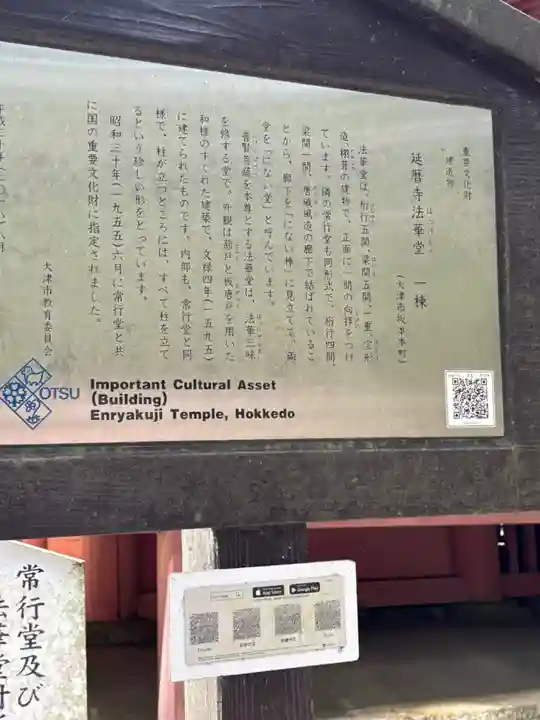 重要文化財
建造物
延暦寺法華堂 一棟
ほっけどう
（大津市坂本本町）
法華堂は、桁行五間、梁間五間、一重、宝形
造、栩葺の建物で、正面に一間の向拝をつけ
ています。隣の常行堂も同形式で、桁行四間、
梁間一間、唐破風造の廊下で結ばれているこ
とから、廊下を「にない棒」に見立てて、両
堂を「にない堂」と呼んでいます。
普賢菩薩を本尊とする法華堂は、法華三昧
を修する堂で、外観は蔀戸と板唐戸を用いた
和様のすぐれた建築で、文禄四年（一五九五）
に建てられたものです。内部も、常行堂と同
様で、柱が立つところには、すべて柱を立て
るという珍しい形をとっています。
昭和三十年（一九五五）六月に常行堂と共
に国の重要文化財に指定されました。
大津市教育委員会
OTSU
Important Cultural Asset
(Building)
Enryakuji Temple, Hokkedo
App Store
Google Play
常行堂及び